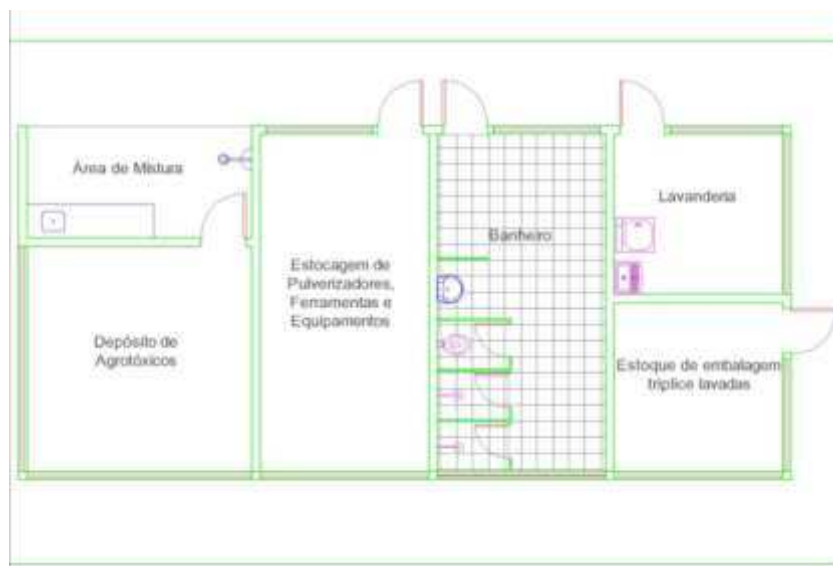 Área de Mistura
Depósito de
Agrotóxicos
Estocagem de
Pulverizadores,
Ferramentas e
Equipamentos
Banheiro
Lavanderia
Estoque de embalagem
tríplice lavadas